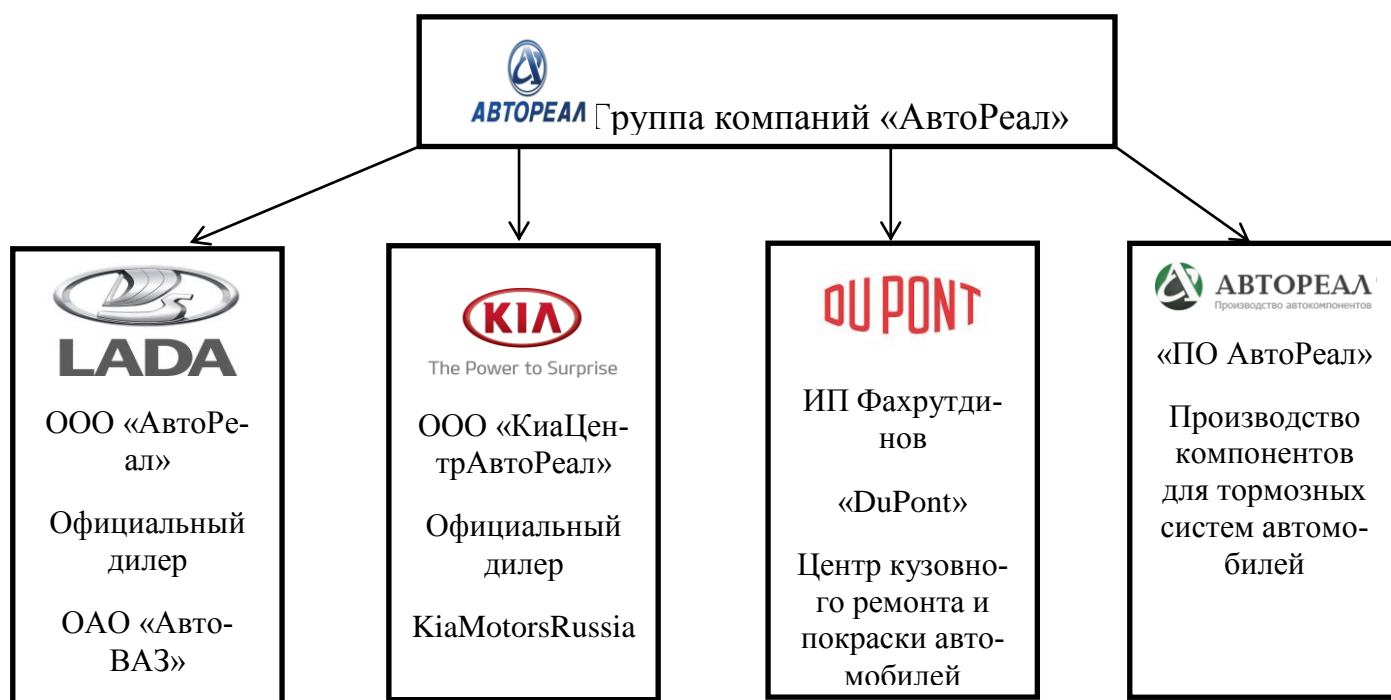 АВТОРЕАЛ
Группа компаний «АвтоРеал»
LADA
ООО «АвтоРе-
ал»
Официальный
дилер
ОАО «Авто-
ВАЗ»
KIA
The Power to Surprise
ООО «КиаЦен-
трАвтоРеал»
Официальный
дилер
KiaMotorsRussia
DUPONT
ИП Фахрутди-
нов
«DuPont»
Центр кузовно-
го ремонта и
покраски авто-
мобилей
АВТОРЕАЛ
Производство автокомпонентов
«ПО АвтоРеал»
Производство
компонентов
для тормозных
систем автомо-
билей